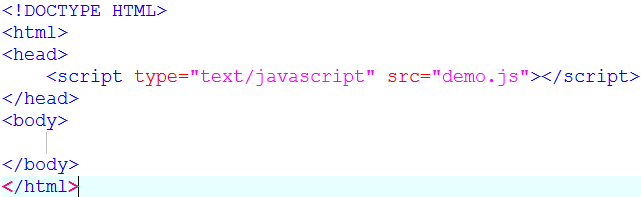 <!DOCTYPE HTML>
<html>
<head>
    <script type="text/javascript" src="demo.js"></script>
</head>
<body>

</body>
</html>